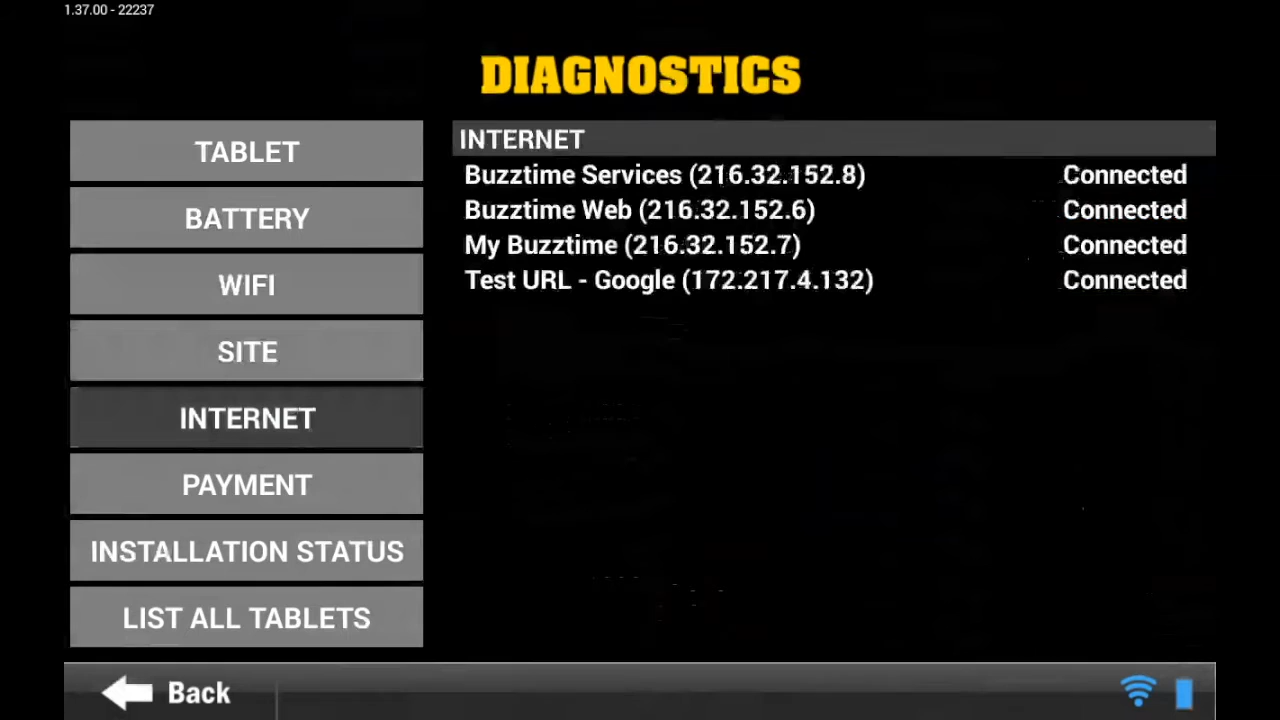 1.37.00 - 22237
DIAGNOSTICS
TABLET
BATTERY
WIFI
SITE
INTERNET
PAYMENT
INSTALLATION STATUS
LIST ALL TABLETS
INTERNET
Buzztime Services (216.32.152.8) Connected
Buzztime Web (216.32.152.6) Connected
My Buzztime (216.32.152.7) Connected
Test URL - Google (172.217.4.132) Connected
Back